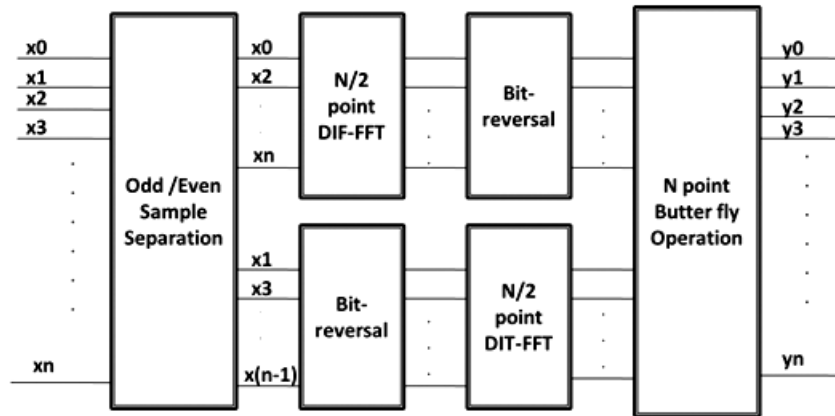 x0
x1
x2
x3
xn
Odd /Even
Sample
Separation
x0
x2
xn
N/2
point
DIF-FFT
Bit-
reversal
x1
x3
x(n-1)
Bit-
reversal
N/2
point
DIT-FFT
N point
Butter fly
Operation
y0
y1
y2
y3
yn